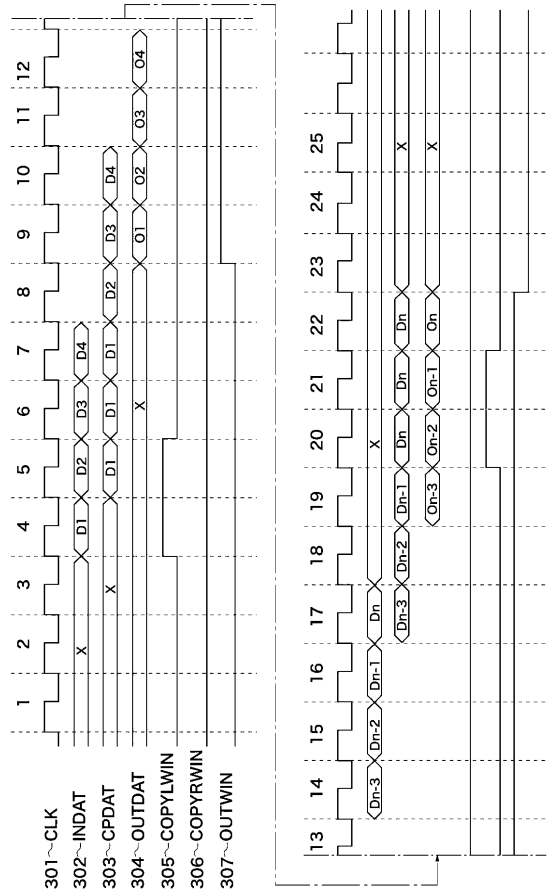 1 2 3 4 5 6 7 8 9 10 11 12
301~CLK
302~INDAT X D1 D2 D3 D4
303~CPDAT X D1 D1 D1 D2 D3 D4
304~OUTDAT X O1 O2 O3 O4
305~COPYLWIN
306~COPYRWIN
307~OUTWIN
13 14 15 16 17 18 19 20 21 22 23 24 25
Dn-3 Dn-2 Dn-1 Dn X
Dn-3 Dn-2 Dn-1 Dn Dn Dn X
On-3 On-2 On-1 On X